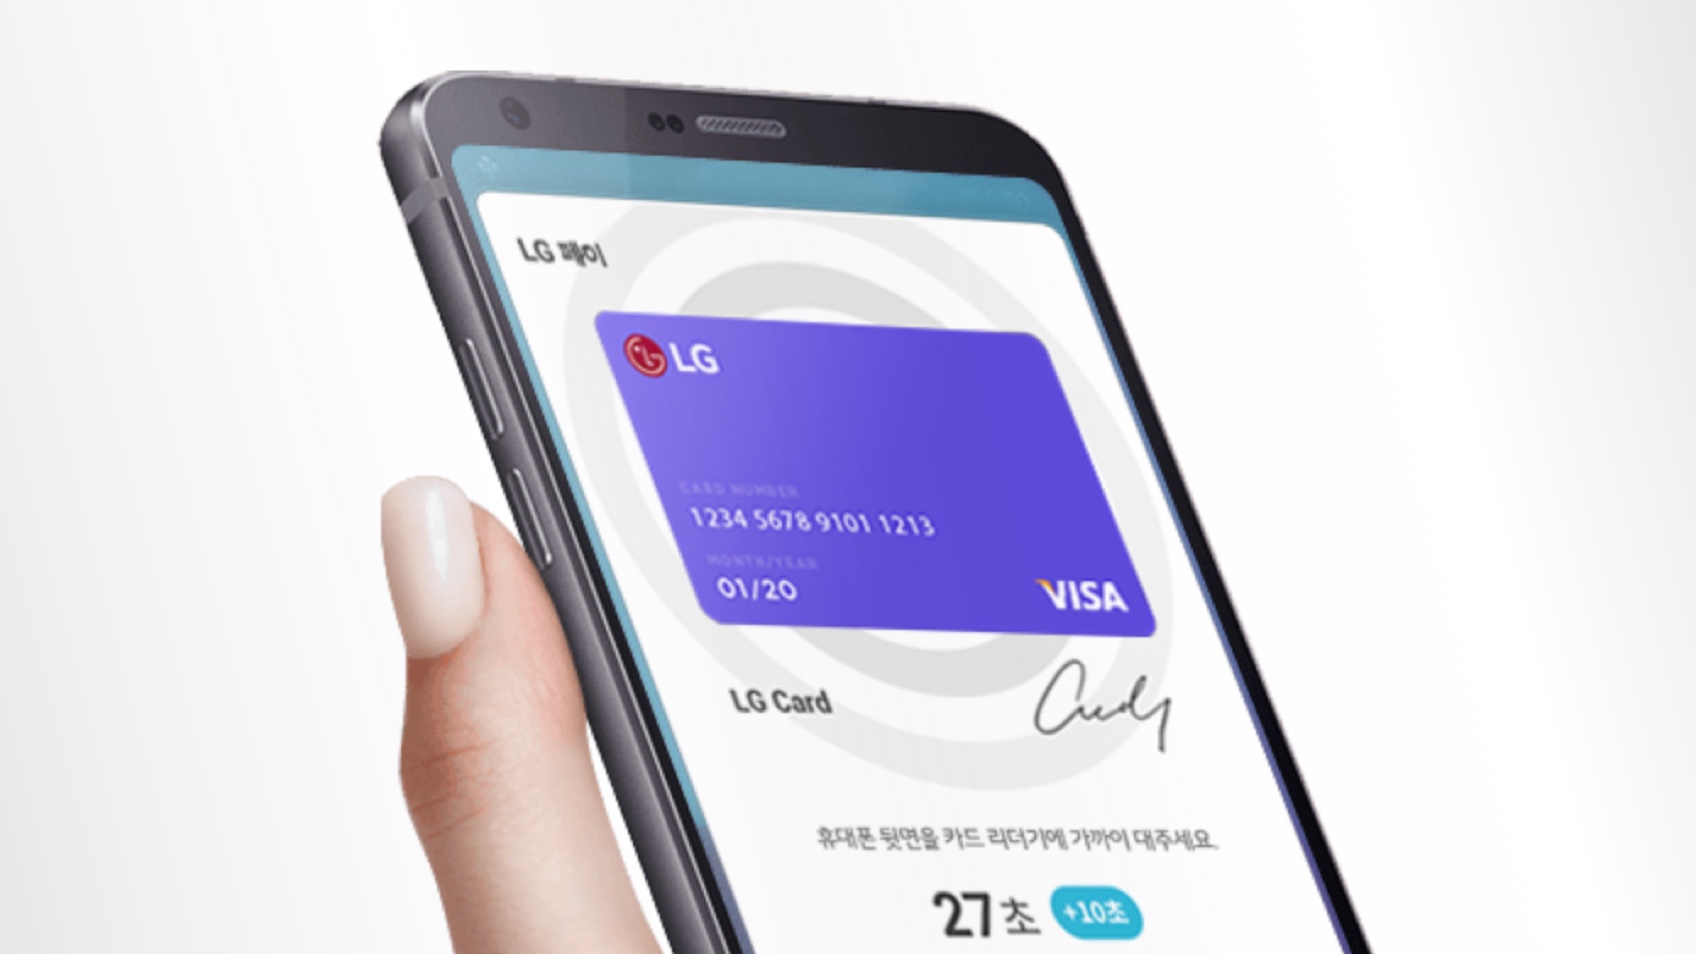 LG 페이
LG
CARD NUMBER
1234 5678 9101 1213
MONTH/YEAR
01/20
VISA
LG Card
Cindy
휴대폰 뒷면을 카드 리더기에 가까이 대주세요.
27초 +10초